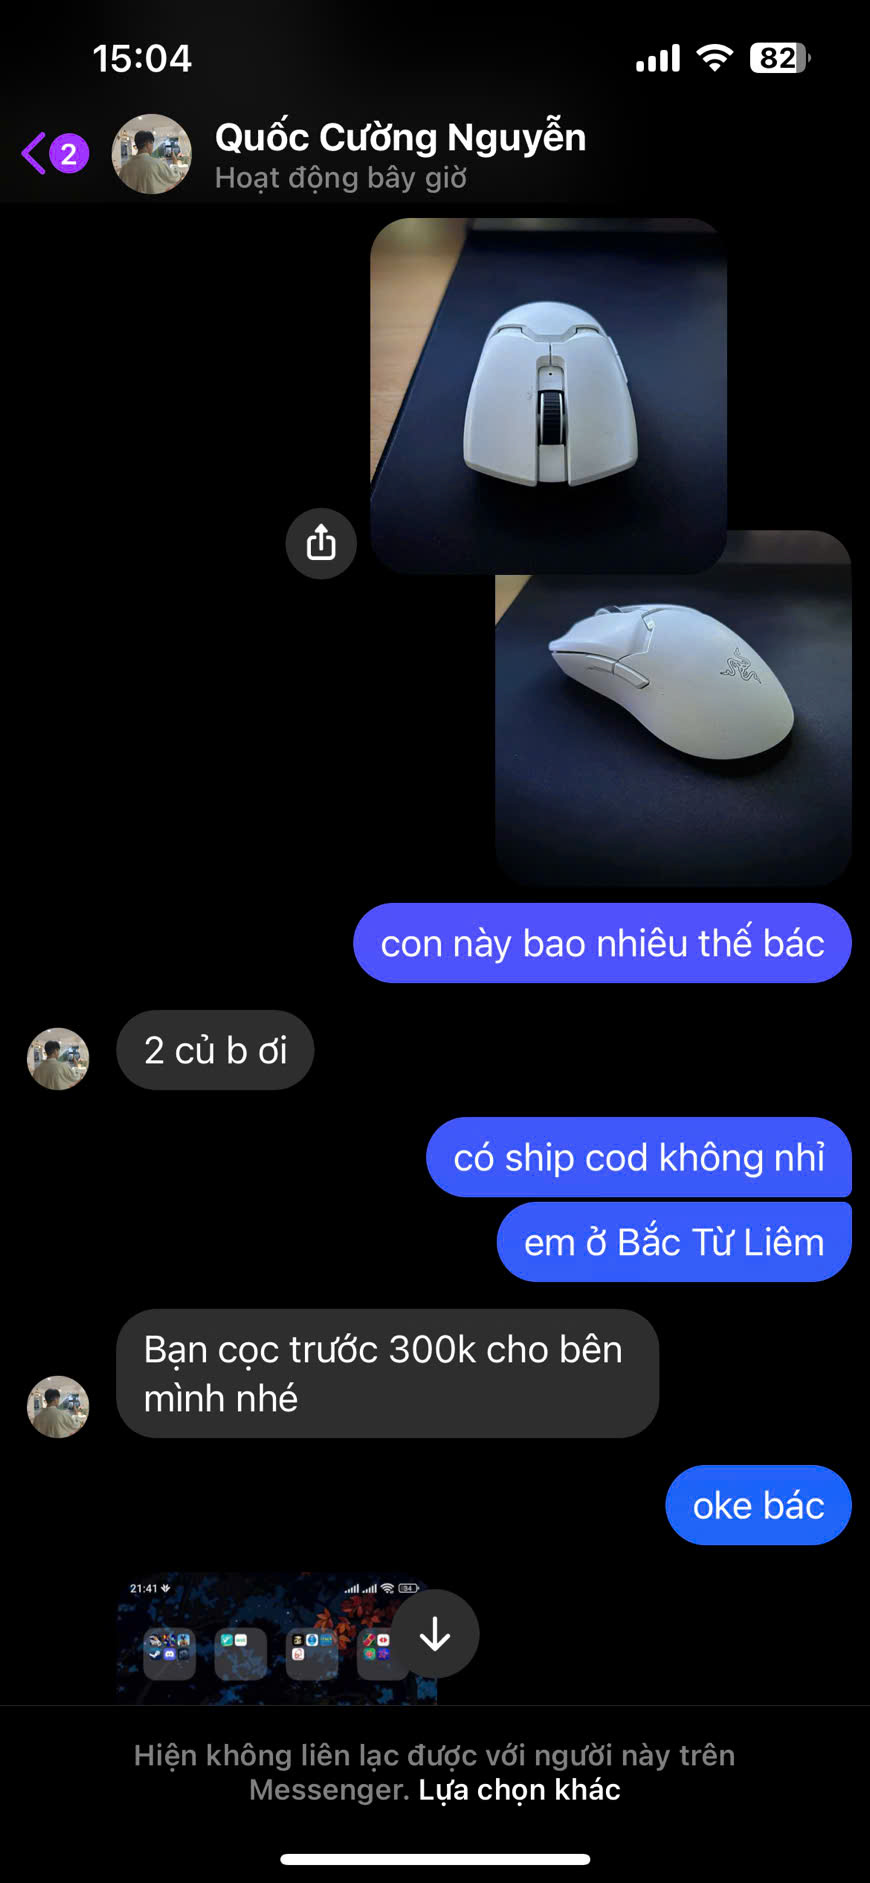 15:04
82
2
Quốc Cường Nguyễn
Hoạt động bây giờ
con này bao nhiêu thế bác
2 củ b ơi
có ship cod không nhỉ
em ở Bắc Từ Liêm
Bạn cọc trước 300k cho bên
mình nhé
oke bác
21:41
Hiện không liên lạc được với người này trên
Messenger. Lựa chọn khác